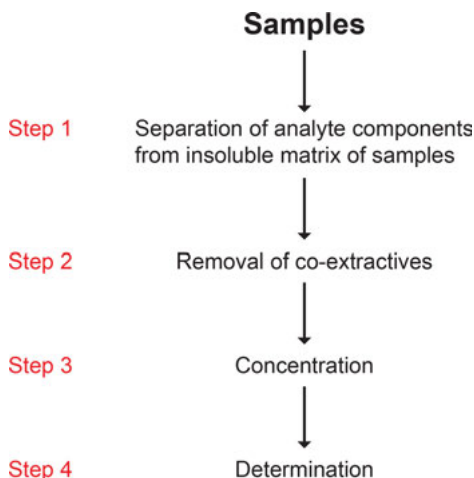 Samples
Step 1 Separation of analyte components
from insoluble matrix of samples
Step 2 Removal of co-extractives
Step 3 Concentration
Step 4 Determination